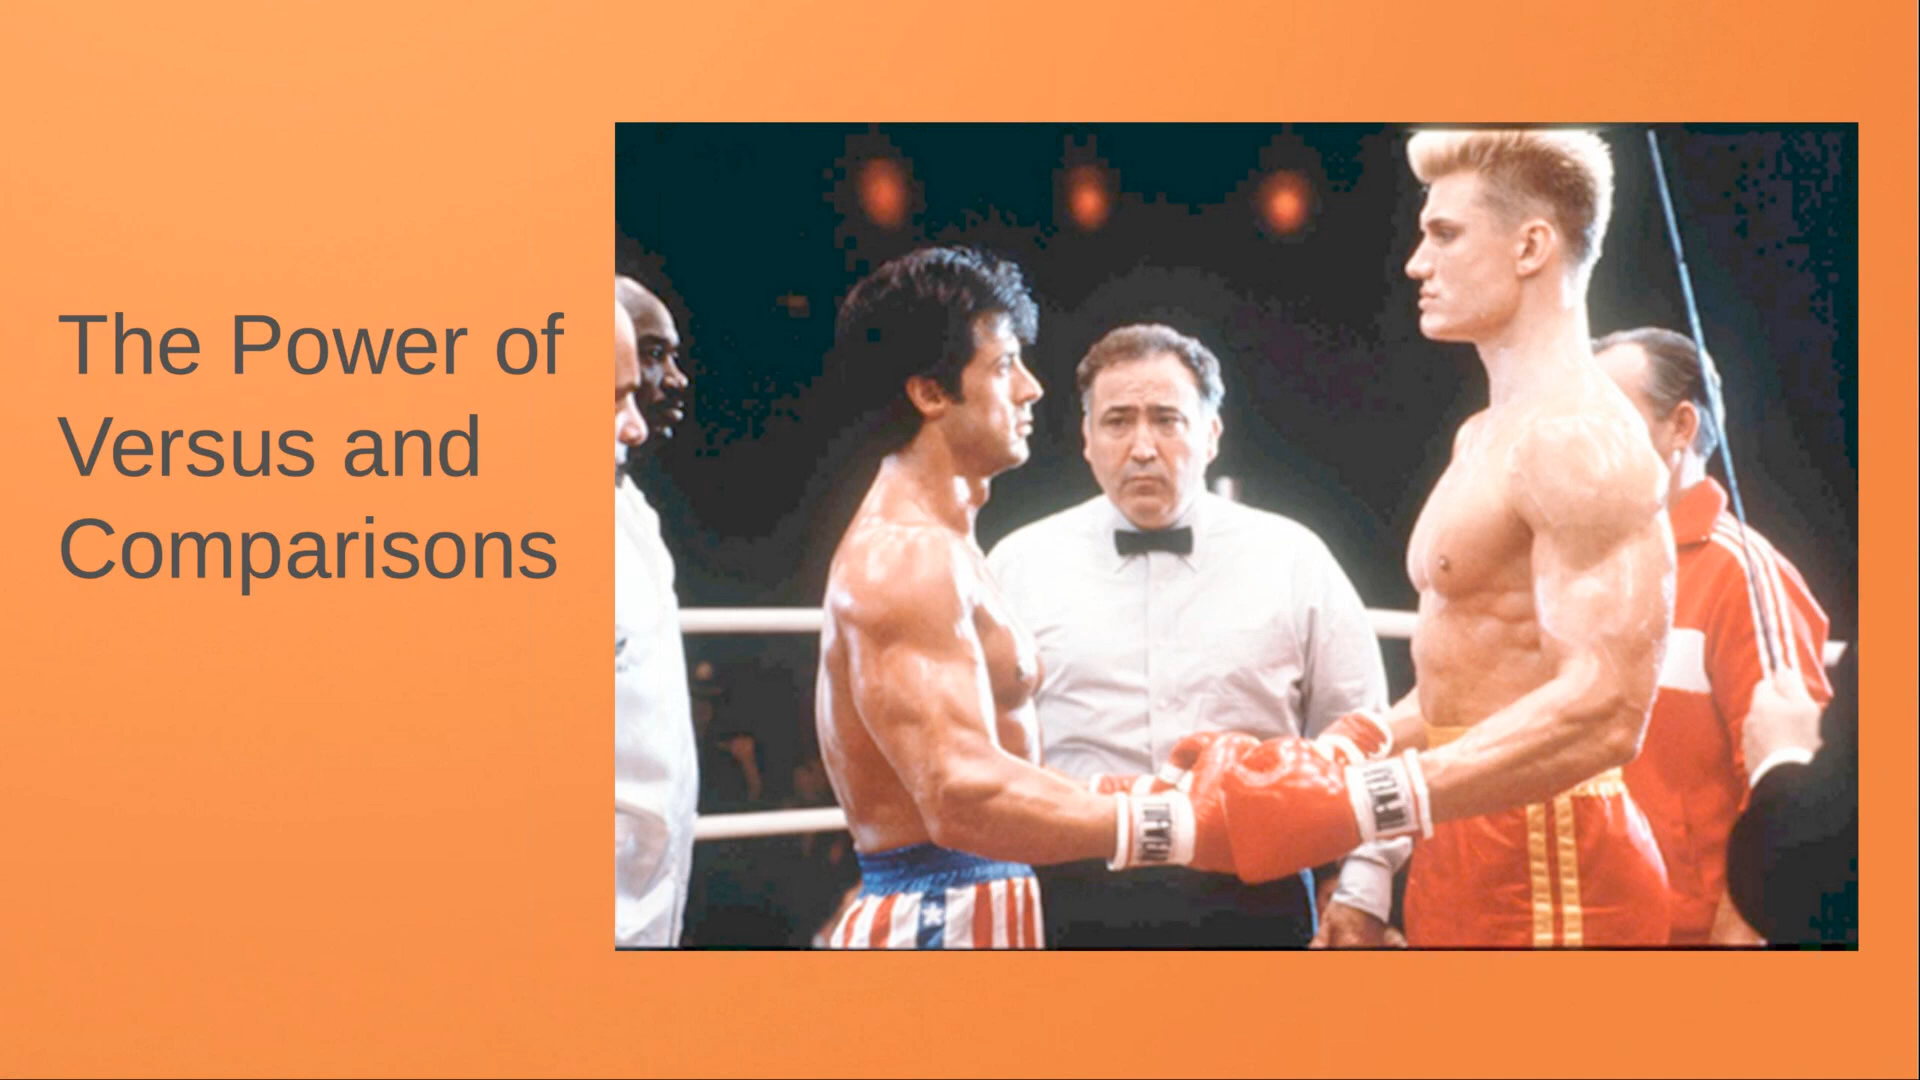 The Power of
Versus and
Comparisons